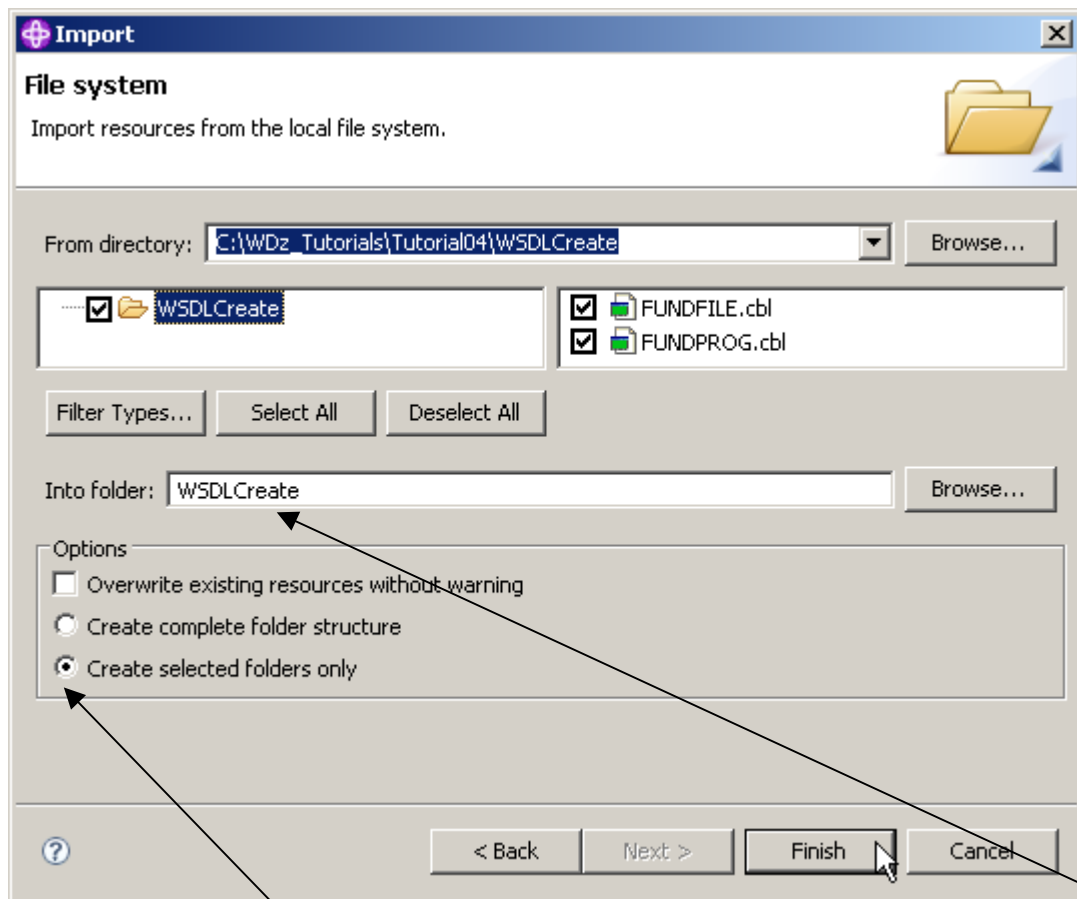 Import
File system
Import resources from the local file system.
From directory: C:\WDz_Tutorials\Tutorial04\WSDLCreate Browse...
WSDLCreate
FUNDFILE.cbl
FUNDPROG.cbl
Filter Types... Select All Deselect All
Into folder: WSDLCreate Browse...
Options
Overwrite existing resources without warning
Create complete folder structure
Create selected folders only
? < Back Next > Finish Cancel